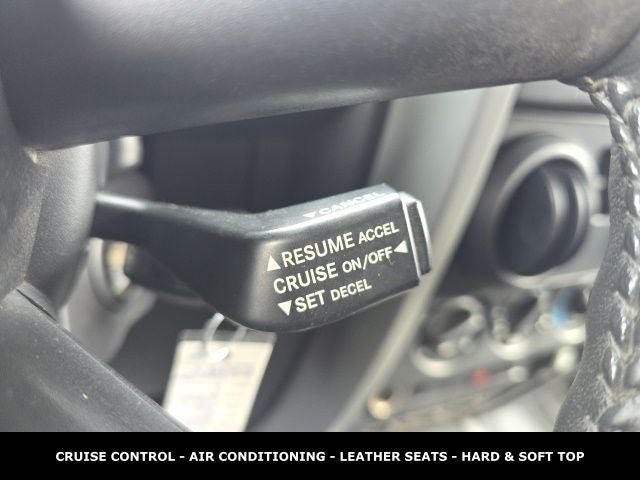 ▼CANCEL
▲RESUME ACCEL
CRUISE ON/OFF◄
▼SET DECEL
CRUISE CONTROL - AIR CONDITIONING - LEATHER SEATS - HARD & SOFT TOP